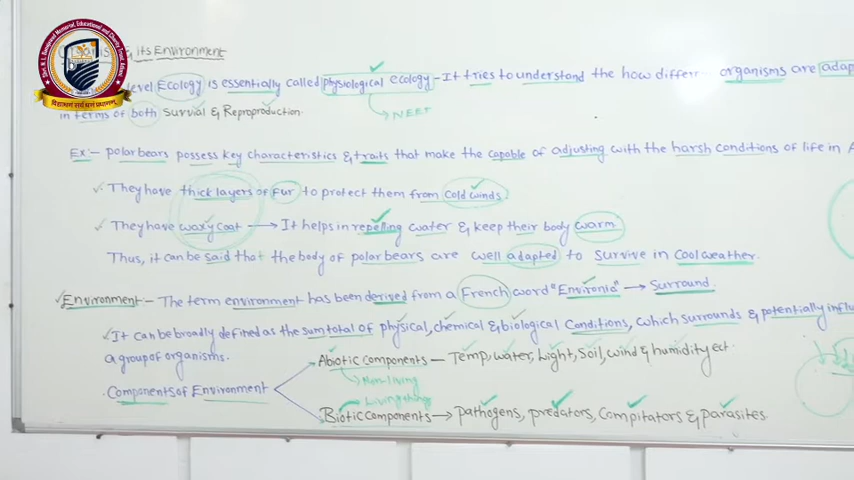 & its Environment
level Ecology is essentially called physiological ecology - It tries to understand the how differ organisms are adap
in terms of both Survial & Reproproduction.
NEET
Ex:- polar bears possess key characteristics & traits that make the capable of adjusting with the harsh conditions of life in A
They have thick layers of Fur to protect them from cold winds
They have waxy coat → It helps in repelling water & keep their body warm
Thus, it can be said that the body of polar bears are well adapted to survive in Cool weather.
Environment - The term environment has been derived from a French word "Environia" → Surround.
It can be broadly defined as the sum total of physical, chemical & biological Conditions, which surrounds & potentially influ
a group of organisms.
Abiotic components - Temp, water, Light, Soil, wind & humidity ect.
Non-living
Components of Environment
Living things
Biotic components → pathogens, predators, Compitators & parasites.